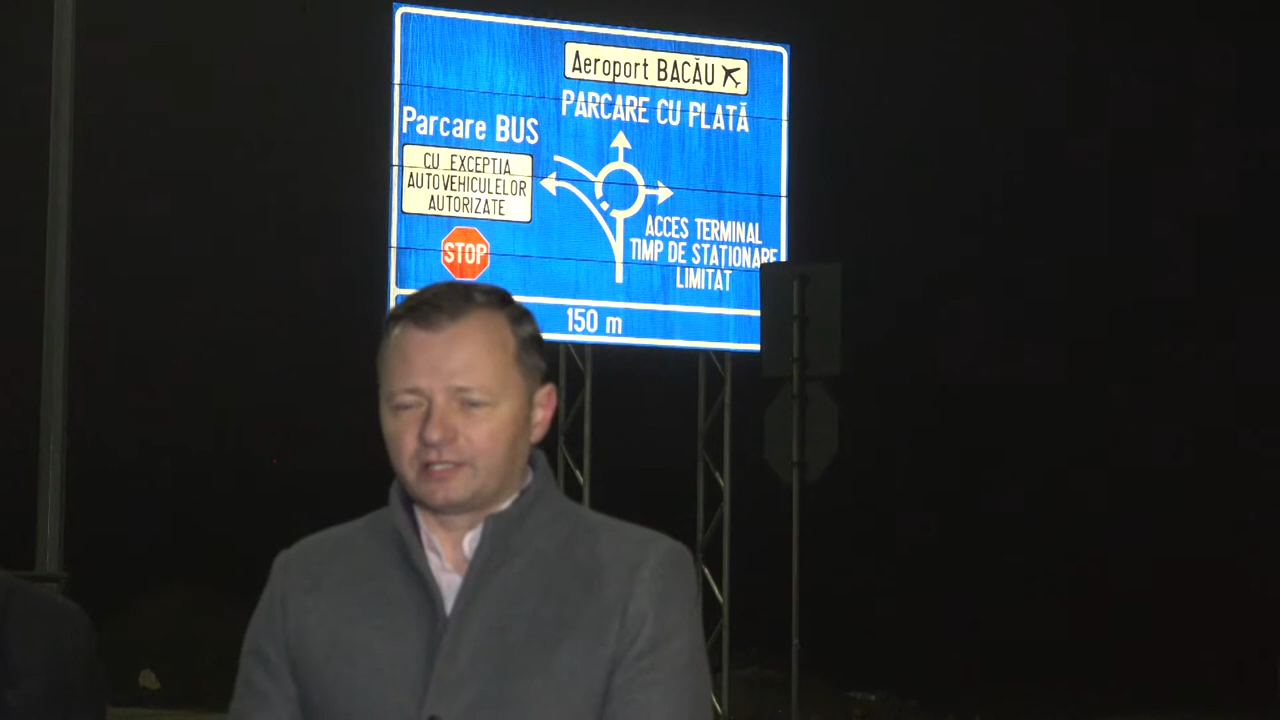 Aeroport BACĂU
PARCARE CU PLATĂ
Parcare BUS
CU EXCEPTIA
AUTOVEHICULELOR
AUTORIZATE
STOP
ACCES TERMINAL
TIMP DE STAȚIONARE
LIMITAT
150 m